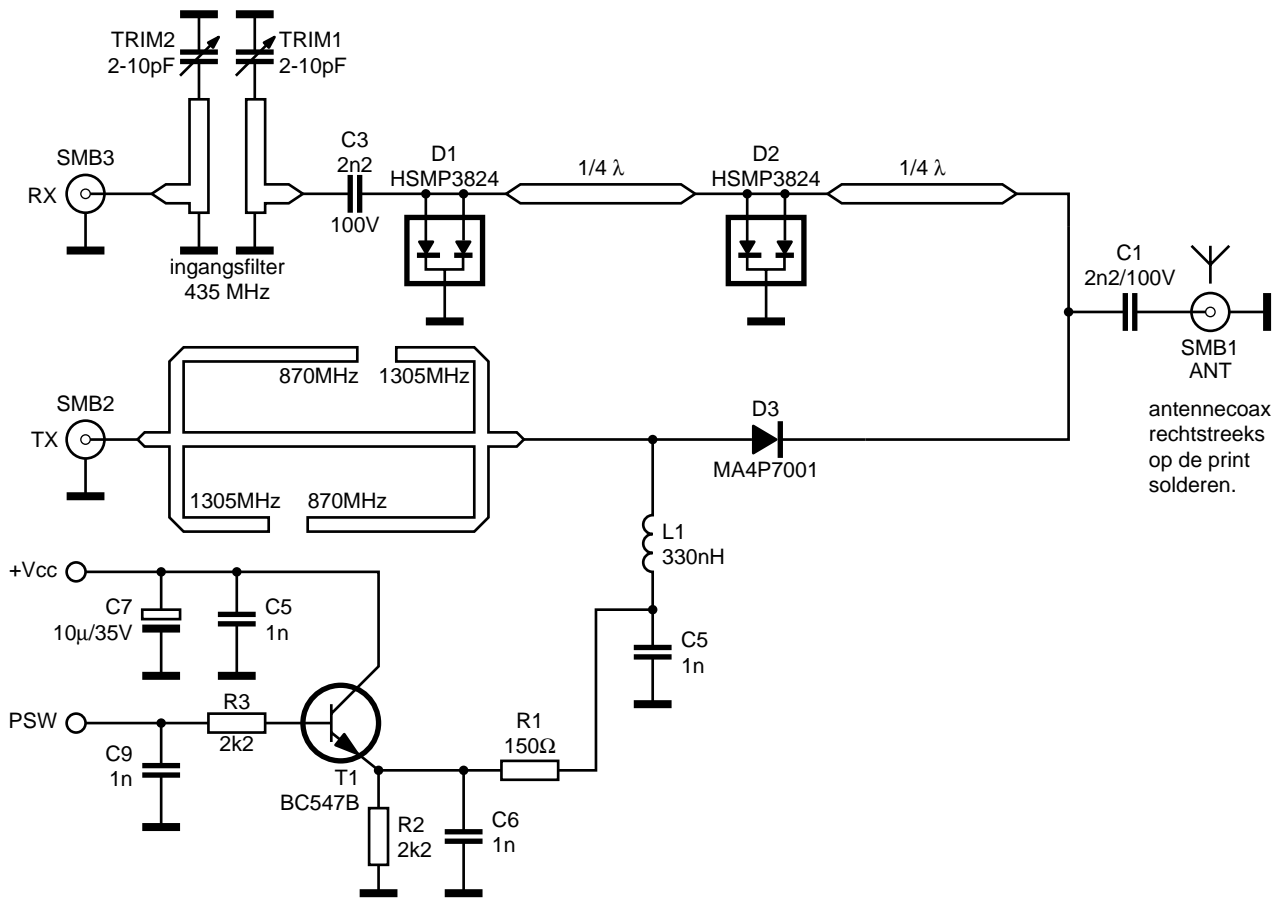 TRIM2
2-10pF
TRIM1
2-10pF
SMB3
RX
C3
2n2
100V
D1
HSMP3824
1/4 λ
D2
HSMP3824
1/4 λ
ingangsfilter
435 MHz
C1
2n2/100V
SMB1
ANT
antennecoax
rechtstreeks
op de print
solderen.
870MHz
1305MHz
SMB2
TX
1305MHz
870MHz
D3
MA4P7001
L1
330nH
+Vcc
C7
10µ/35V
C5
1n
C5
1n
PSW
R3
2k2
C9
1n
T1
BC547B
R1
150Ω
R2
2k2
C6
1n